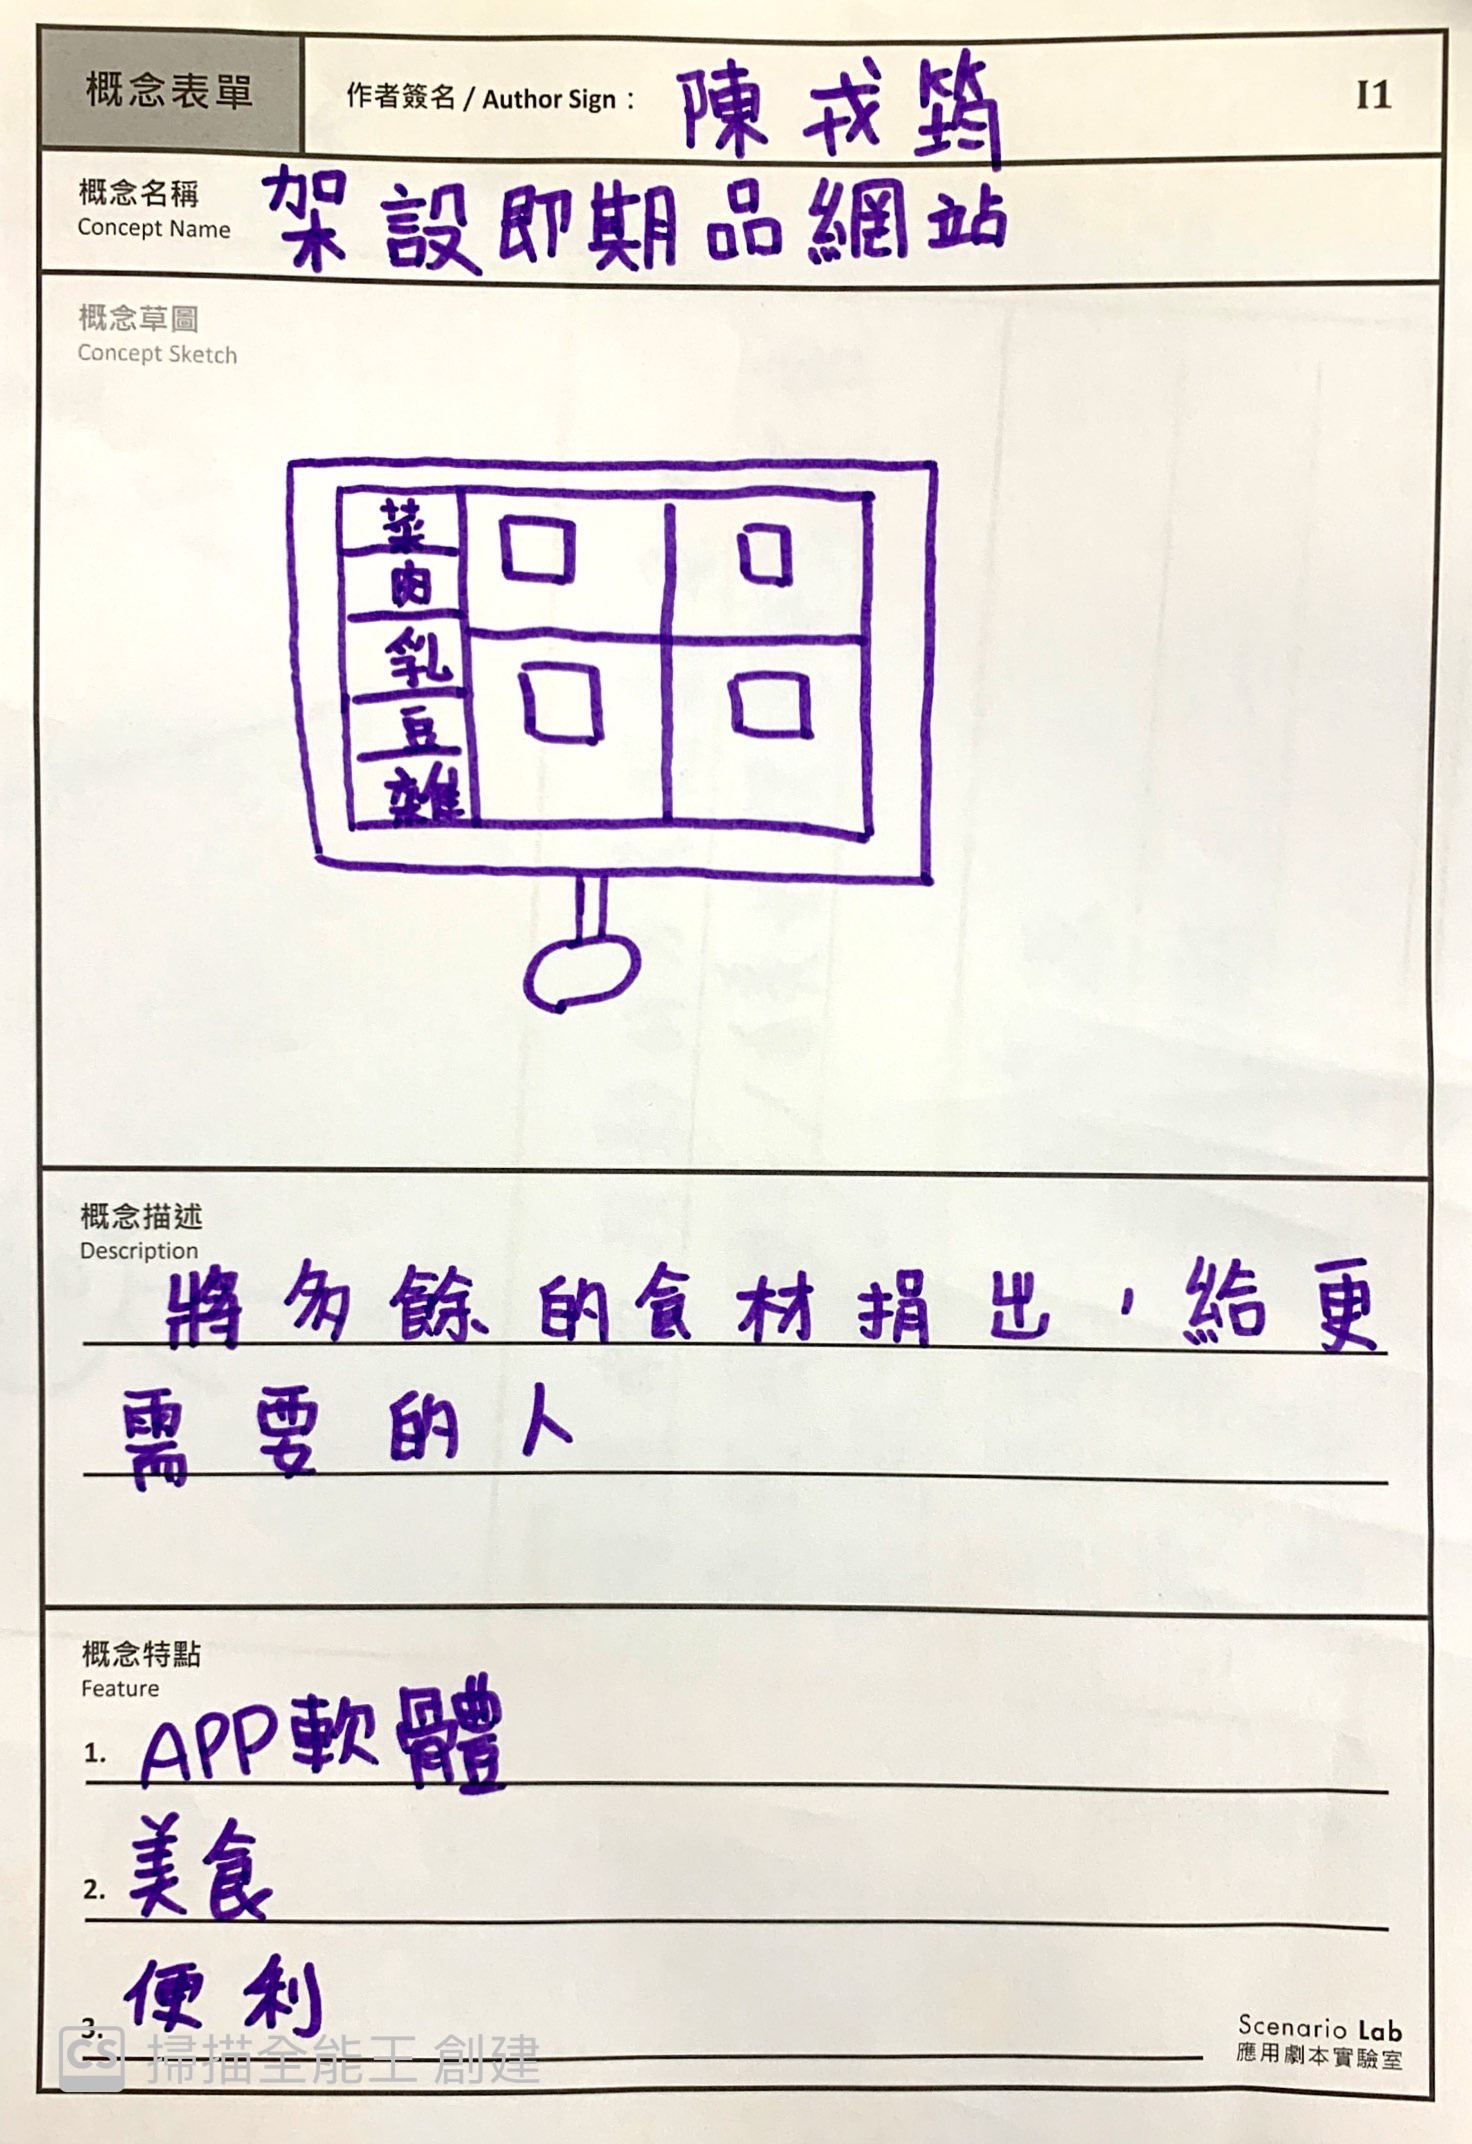 概念表單
作者簽名 / Author Sign： 陳戎筠
I1
概念名稱 架設即期品網站
Concept Name
概念草圖
Concept Sketch
菜
肉
乳
豆
雜
概念描述
Description
將多餘的食材捐出，給更
需要的人
概念特點
Feature
1. APP軟體
2. 美食
3. 便利
Scenario Lab
應用劇本實驗室
CS 掃描全能王 創建